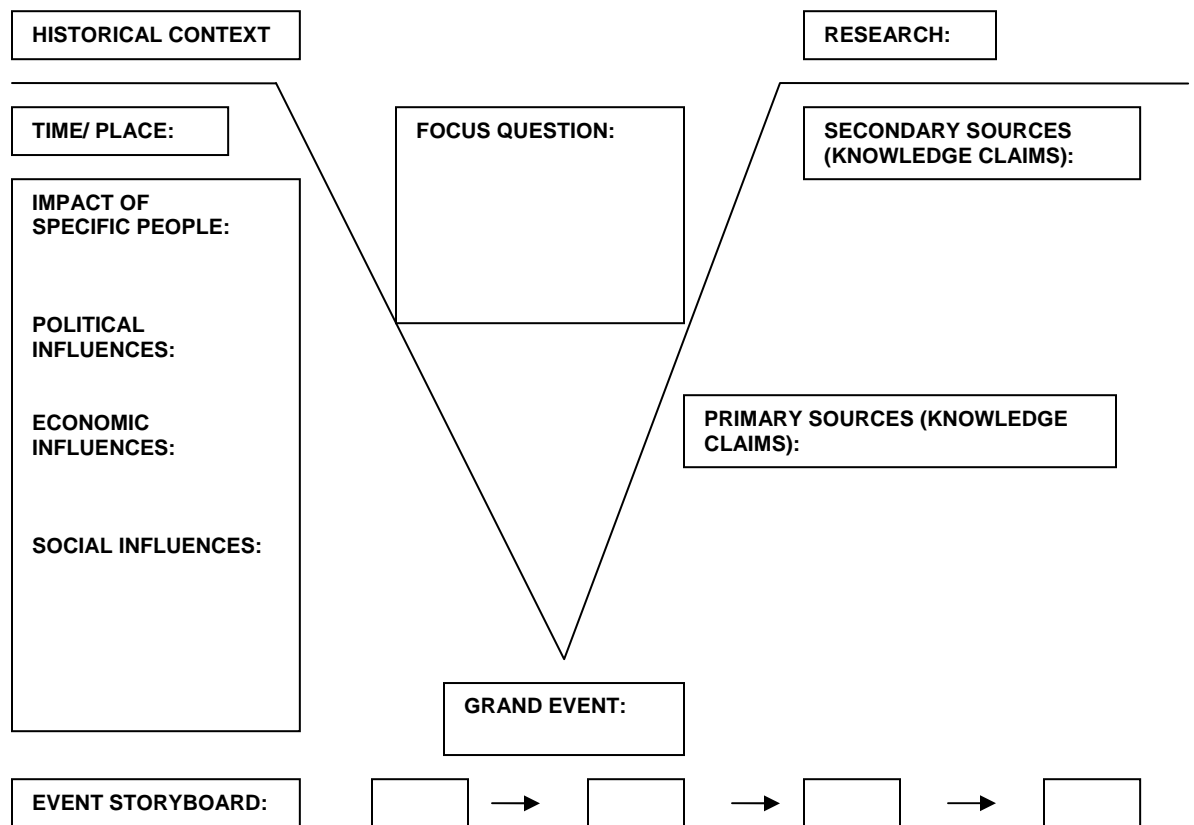 HISTORICAL CONTEXT
RESEARCH:
TIME/ PLACE:
FOCUS QUESTION:
SECONDARY SOURCES
(KNOWLEDGE CLAIMS):
IMPACT OF
SPECIFIC PEOPLE:
POLITICAL
INFLUENCES:
ECONOMIC
INFLUENCES:
PRIMARY SOURCES (KNOWLEDGE
CLAIMS):
SOCIAL INFLUENCES:
GRAND EVENT:
EVENT STORYBOARD: